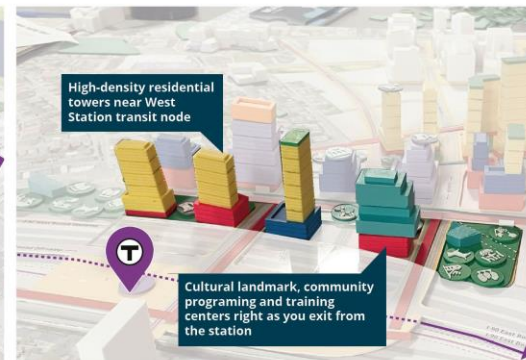 High-density residential
towers near West
Station transit node
T
Cultural landmark, community
programing and training
centers right as you exit from
the station